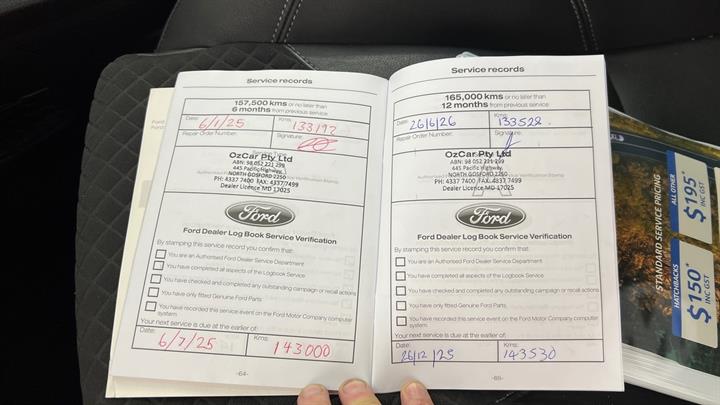 Service records
157,500 kms or no later than
6 months from previous service
Date: 6/1/25 Kms: 133192
Repair Order Number: Signature:
OzCar Pty Ltd
ABN: 98 052 221 299
445 Pacific Highway,
NORTH GOSFORD 2250
PH: 4337 7400 FAX: 4337/7499
Dealer Licence MD 17025
Ford
Ford Dealer Log Book Service Verification
By stamping this service record you confirm that:
You are an Authorised Ford Dealer Service Department
You have completed all aspects of the Logbook Service
You have checked and completed any outstanding campaign or recall actions
You have only fitted Genuine Ford Parts
You have recorded this service event on the Ford Motor Company computer
system
Your next service is due at the earlier of:
Date: 6/7/25 Kms: 143000
-64-
Service records
165,000 kms or no later than
12 months from previous service
Date: 26/6/26 Kms: 133528
Repair Order Number: Signature:
OzCar Pty Ltd
ABN: 98 052 221 299
445 Pacific Highway,
NORTH GOSFORD 2250
PH: 4337 7400 FAX: 4337 7499
Dealer Licence MD 17025
Ford
Ford Dealer Log Book Service Verification
By stamping this service record you confirm that:
You are an Authorised Ford Dealer Service Department
You have completed all aspects of the Logbook Service
You have checked and completed any outstanding campaign or recall actions
You have only fitted Genuine Ford Parts
You have recorded this service event on the Ford Motor Company computer
system
Your next service is due at the earlier of:
Date: 26/12/25 Kms: 143530
-65-
STANDARD SERVICE PRICING
HATCHBACKS
$150*
INC GST
ALL OTHER
$195*
INC GST